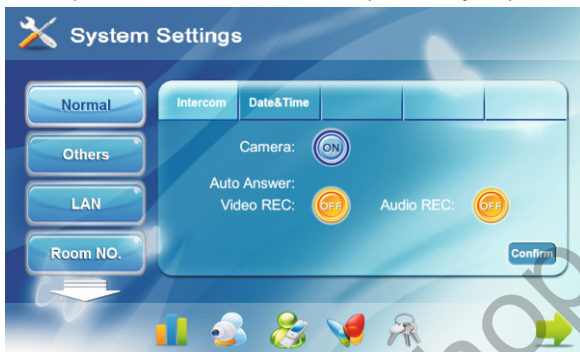 System Settings
Normal
Intercom Date&Time
Camera: ON
Others
Auto Answer:
Video REC: OFF Audio REC: OFF
LAN
Room NO.
Confirm